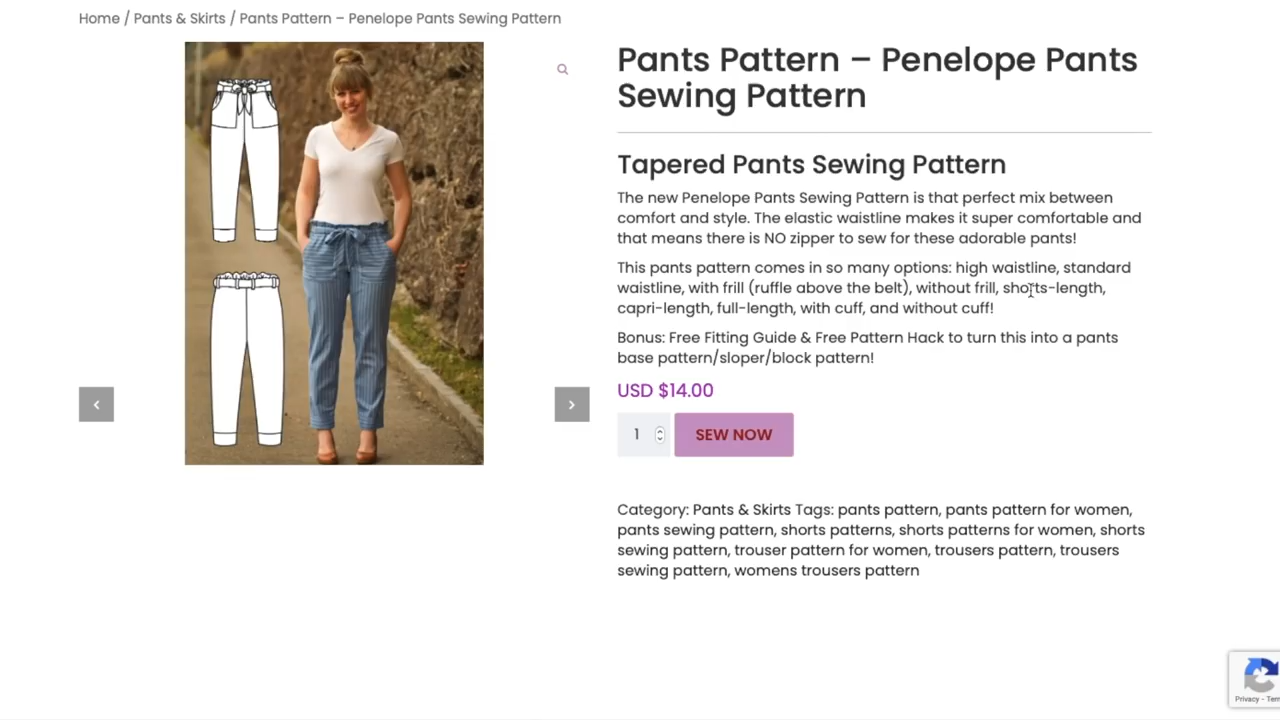 Home / Pants & Skirts / Pants Pattern – Penelope Pants Sewing Pattern
Pants Pattern – Penelope Pants
Sewing Pattern
Tapered Pants Sewing Pattern
The new Penelope Pants Sewing Pattern is that perfect mix between
comfort and style. The elastic waistline makes it super comfortable and
that means there is NO zipper to sew for these adorable pants!
This pants pattern comes in so many options: high waistline, standard
waistline, with frill (ruffle above the belt), without frill, shorts-length,
capri-length, full-length, with cuff, and without cuff!
Bonus: Free Fitting Guide & Free Pattern Hack to turn this into a pants
base pattern/sloper/block pattern!
USD $14.00
1
SEW NOW
Category: Pants & Skirts Tags: pants pattern, pants pattern for women,
pants sewing pattern, shorts patterns, shorts patterns for women, shorts
sewing pattern, trouser pattern for women, trousers pattern, trousers
sewing pattern, womens trousers pattern
Privacy - Ter